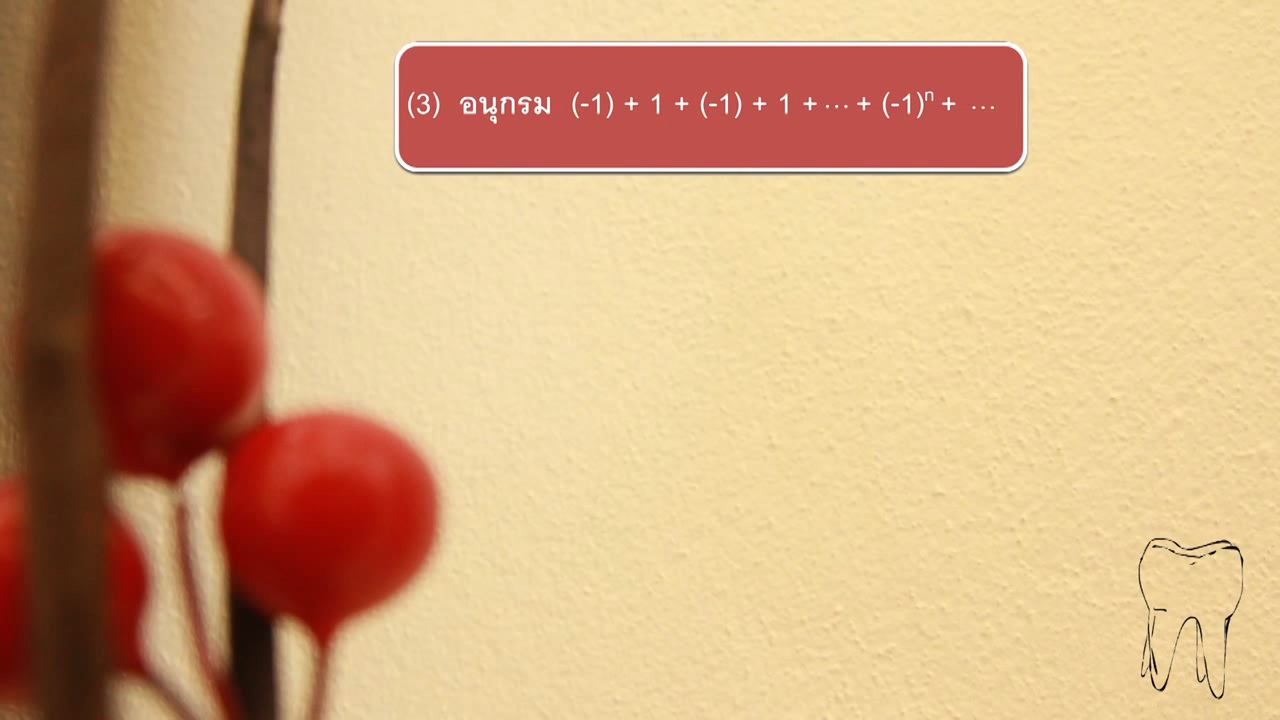 (3) อนุกรม (-1) + 1 + (-1) + 1 + ⋯ + (-1)ⁿ + ⋯